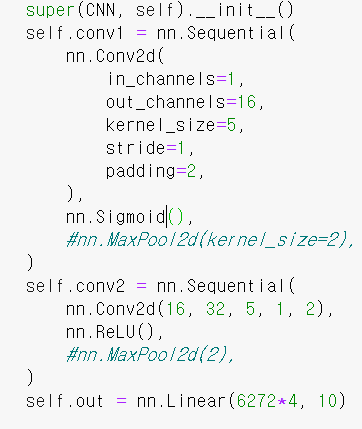 super(CNN, self).__init__()
self.conv1 = nn.Sequential(
    nn.Conv2d(
        in_channels=1,
        out_channels=16,
        kernel_size=5,
        stride=1,
        padding=2,
    ),
    nn.Sigmoid(),
    #nn.MaxPool2d(kernel_size=2),
)
self.conv2 = nn.Sequential(
    nn.Conv2d(16, 32, 5, 1, 2),
    nn.ReLU(),
    #nn.MaxPool2d(2),
)
self.out = nn.Linear(6272*4, 10)